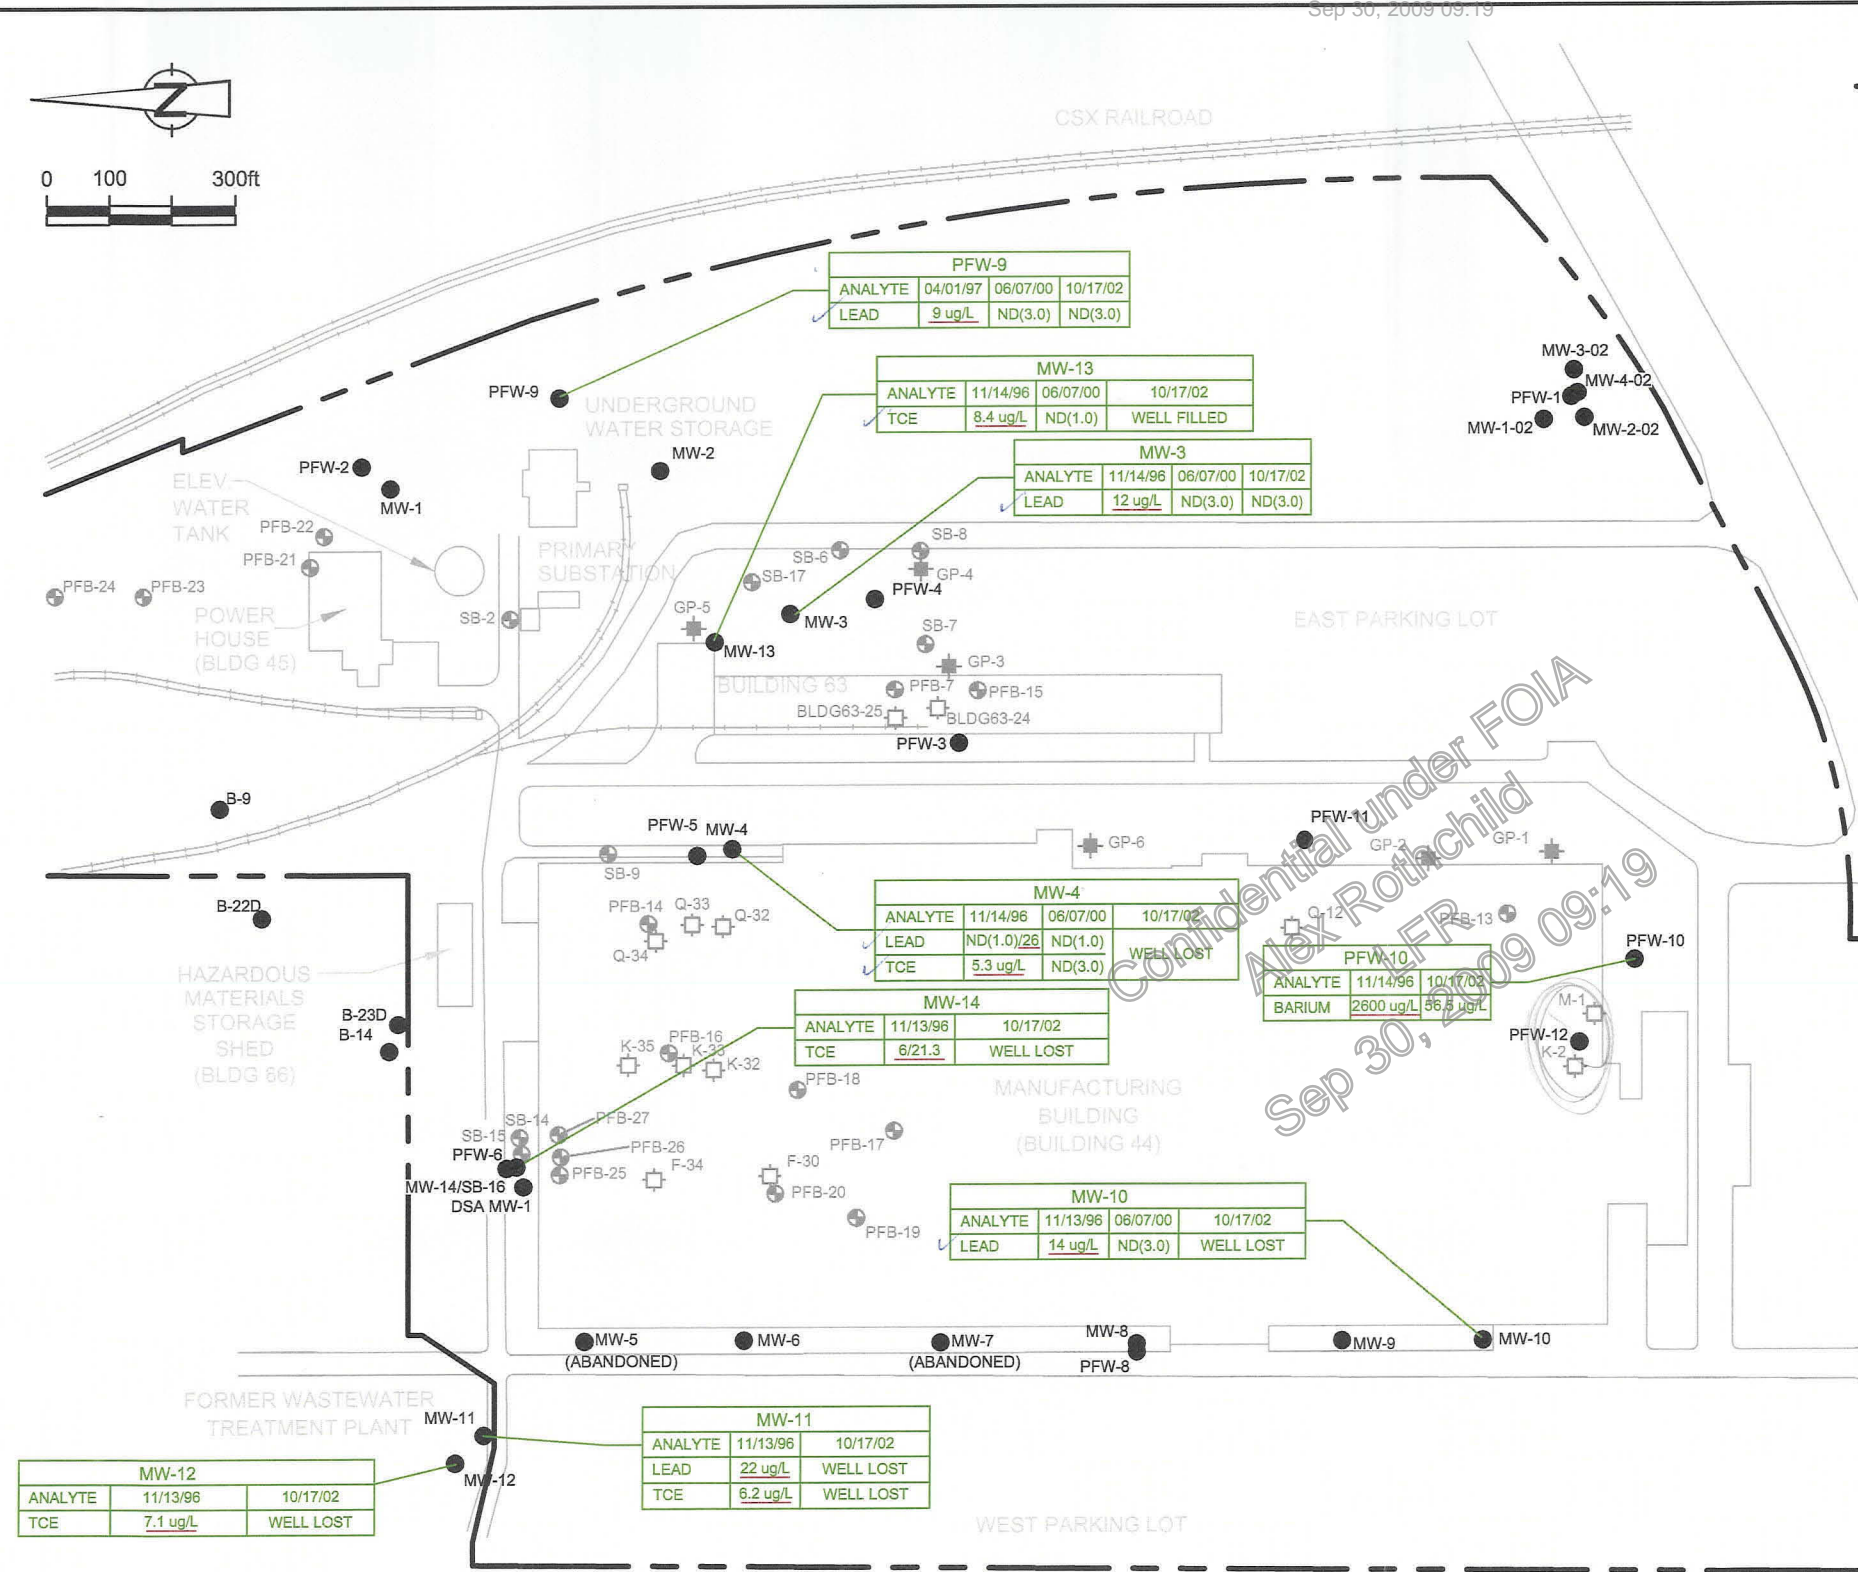 Sep 30, 2009 09:19
CSX RAILROAD
N
0 100 300ft
PFW-9
ANALYTE 04/01/97 06/07/00 10/17/02
LEAD 9 ug/L ND(3.0) ND(3.0)
MW-13
ANALYTE 11/14/96 06/07/00 10/17/02
TCE 8.4 ug/L ND(1.0) WELL FILLED
MW-3
ANALYTE 11/14/96 06/07/00 10/17/02
LEAD 12 ug/L ND(3.0) ND(3.0)
MW-3-02
MW-4-02
PFW-1
MW-1-02
MW-2-02
PFW-9
UNDERGROUND
WATER STORAGE
PFW-2
MW-1
MW-2
ELEV.
WATER
TANK
PFB-22
PFB-21
PFB-24
PFB-23
PRIMARY
SUBSTATION
POWER
HOUSE
(BLDG 45)
SB-2
SB-6
SB-8
SB-17
GP-4
PFW-4
GP-5
MW-3
MW-13
SB-7
GP-3
EAST PARKING LOT
BUILDING 63
PFB-7
PFB-15
BLDG63-25
BLDG63-24
PFW-3
B-9
PFW-5
MW-4
SB-9
GP-6
PFW-11
GP-2
GP-1
B-22D
PFB-14
Q-33
Q-32
Q-34
MW-4
ANALYTE 11/14/96 06/07/00 10/17/02
LEAD ND(1.0)/26 ND(1.0) WELL LOST
TCE 5.3 ug/L ND(3.0)
Q-12
PFB-13
PFW-10
PFW-10
ANALYTE 11/14/96 10/17/02
BARIUM 2600 ug/L 56.5 ug/L
HAZARDOUS
MATERIALS
STORAGE
SHED
(BLDG 66)
B-23D
B-14
MW-14
ANALYTE 11/13/96 10/17/02
TCE 6/21.3 WELL LOST
M-1
PFW-12
K-2
K-35
PFB-16
K-33
K-32
PFB-18
MANUFACTURING
BUILDING
(BUILDING 44)
SB-14
SB-15
PFB-27
PFB-26
PFB-25
PFW-6
MW-14/SB-16
DSA MW-1
F-34
F-30
PFB-17
PFB-20
PFB-19
MW-10
ANALYTE 11/13/96 06/07/00 10/17/02
LEAD 14 ug/L ND(3.0) WELL LOST
MW-5
(ABANDONED)
MW-6
MW-7
(ABANDONED)
MW-8
PFW-8
MW-9
MW-10
FORMER WASTEWATER
TREATMENT PLANT
MW-11
MW-12
MW-11
ANALYTE 11/13/96 10/17/02
LEAD 22 ug/L WELL LOST
TCE 6.2 ug/L WELL LOST
MW-12
ANALYTE 11/13/96 10/17/02
TCE 7.1 ug/L WELL LOST
WEST PARKING LOT
Confidential under FOIA
Alex Rothchild
LFR
Sep 30, 2009 09:19